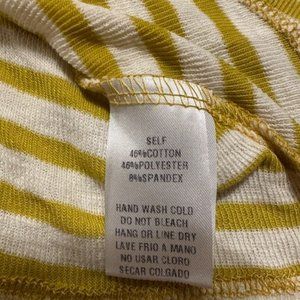 SELF
46%COTTON
46%POLYESTER
8%SPANDEX
HAND WASH COLD
DO NOT BLEACH
HANG OR LINE DRY
LAVE FRIO A MANO
NO USAR CLORO
SECAR COLGADO